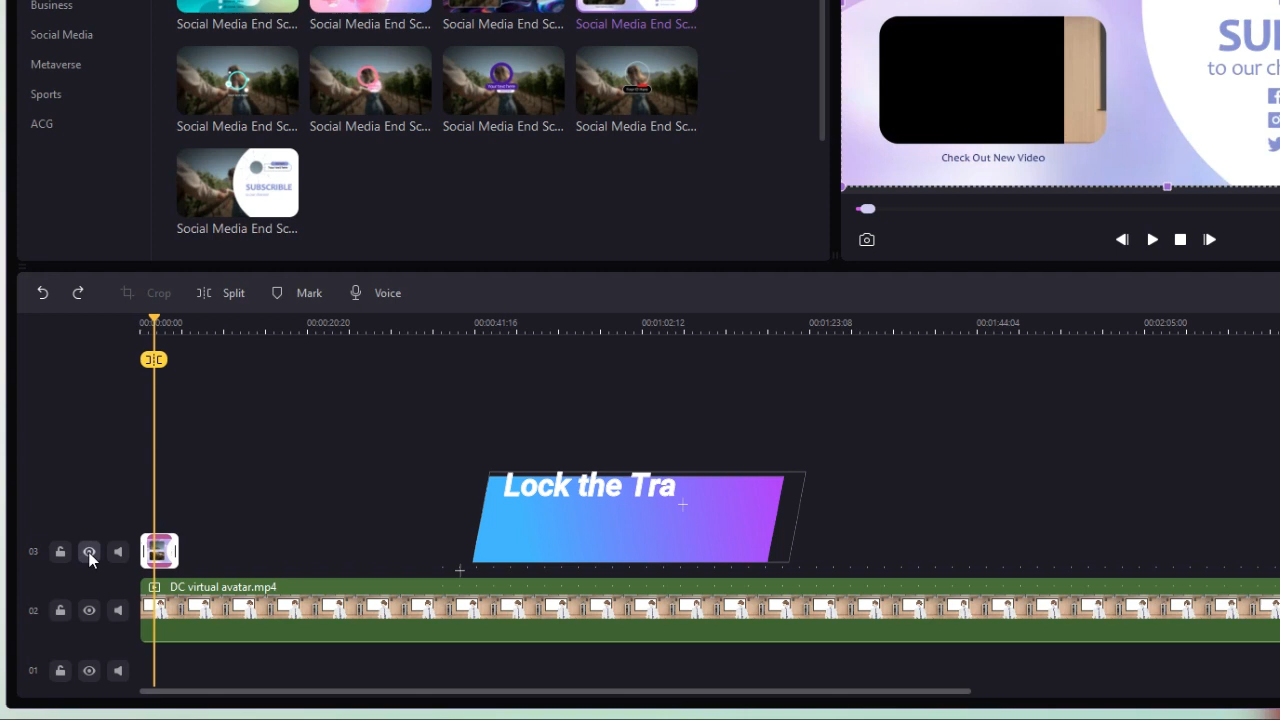 Business
Social Media End Sc...
Social Media End Sc...
Social Media End Sc...
Social Media End Sc...
Social Media
Metaverse
Sports
ACG
Social Media End Sc...
Social Media End Sc...
Social Media End Sc...
Social Media End Sc...
SUBSCRIBLE
Social Media End Sc...
SU
to our ch
Check Out New Video
Crop
Split
Mark
Voice
00:00:00:00
00:00:20:20
00:00:41:16
00:01:02:12
00:01:23:08
00:01:44:04
00:02:05:00
Lock the Tra
03
DC virtual avatar.mp4
02
01